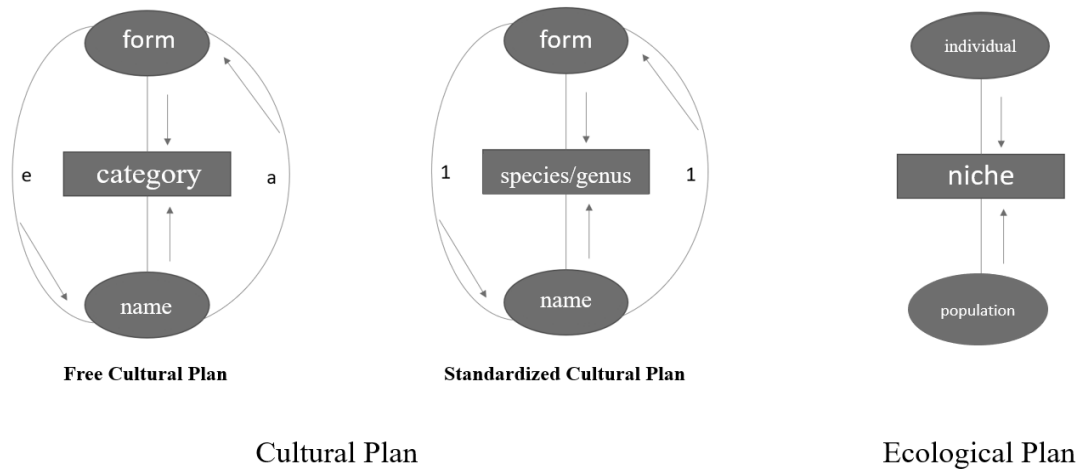 form
e
category
a
name
Free Cultural Plan
form
1
species/genus
1
name
Standardized Cultural Plan
Cultural Plan
individual
niche
population
Ecological Plan